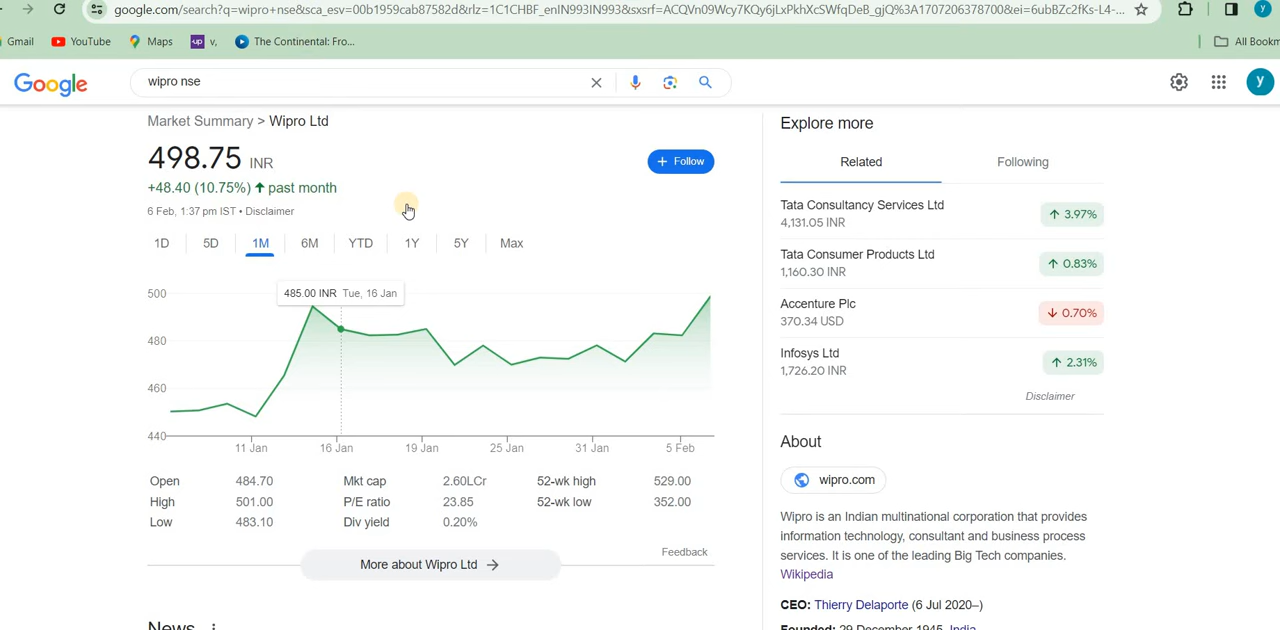 google.com/search?q=wipro+nse&sca_esv=00b1959cab87582d&rlz=1C1CHBF_enIN993IN993&sxsrf=ACQVn09Wcy7KQy6jLxPkhXcSWfqDeB_gjQ%3A1707206378700&ei=6ubBZc2fKs-L4-...
Gmail YouTube Maps v, The Continental: Fro... All Bookm
Google wipro nse y
Market Summary > Wipro Ltd
498.75 INR
+ Follow
+48.40 (10.75%) ↑ past month
6 Feb, 1:37 pm IST • Disclaimer
1D 5D 1M 6M YTD 1Y 5Y Max
485.00 INR Tue, 16 Jan
500
480
460
440
11 Jan 16 Jan 19 Jan 25 Jan 31 Jan 5 Feb
Open 484.70 Mkt cap 2.60LCr 52-wk high 529.00
High 501.00 P/E ratio 23.85 52-wk low 352.00
Low 483.10 Div yield 0.20%
Feedback
More about Wipro Ltd →
News
Explore more
Related Following
Tata Consultancy Services Ltd
4,131.05 INR ↑ 3.97%
Tata Consumer Products Ltd
1,160.30 INR ↑ 0.83%
Accenture Plc
370.34 USD ↓ 0.70%
Infosys Ltd
1,726.20 INR ↑ 2.31%
Disclaimer
About
wipro.com
Wipro is an Indian multinational corporation that provides
information technology, consultant and business process
services. It is one of the leading Big Tech companies.
Wikipedia
CEO: Thierry Delaporte (6 Jul 2020–)
Founded: 29 December 1945, India